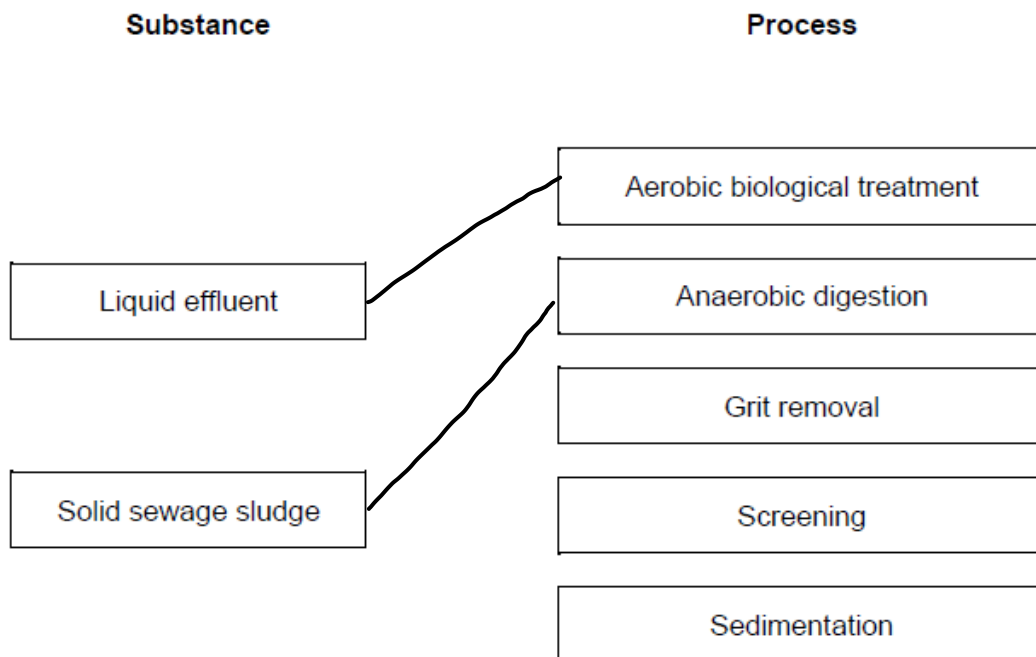 Substance
Process
Aerobic biological treatment
Liquid effluent
Anaerobic digestion
Grit removal
Solid sewage sludge
Screening
Sedimentation